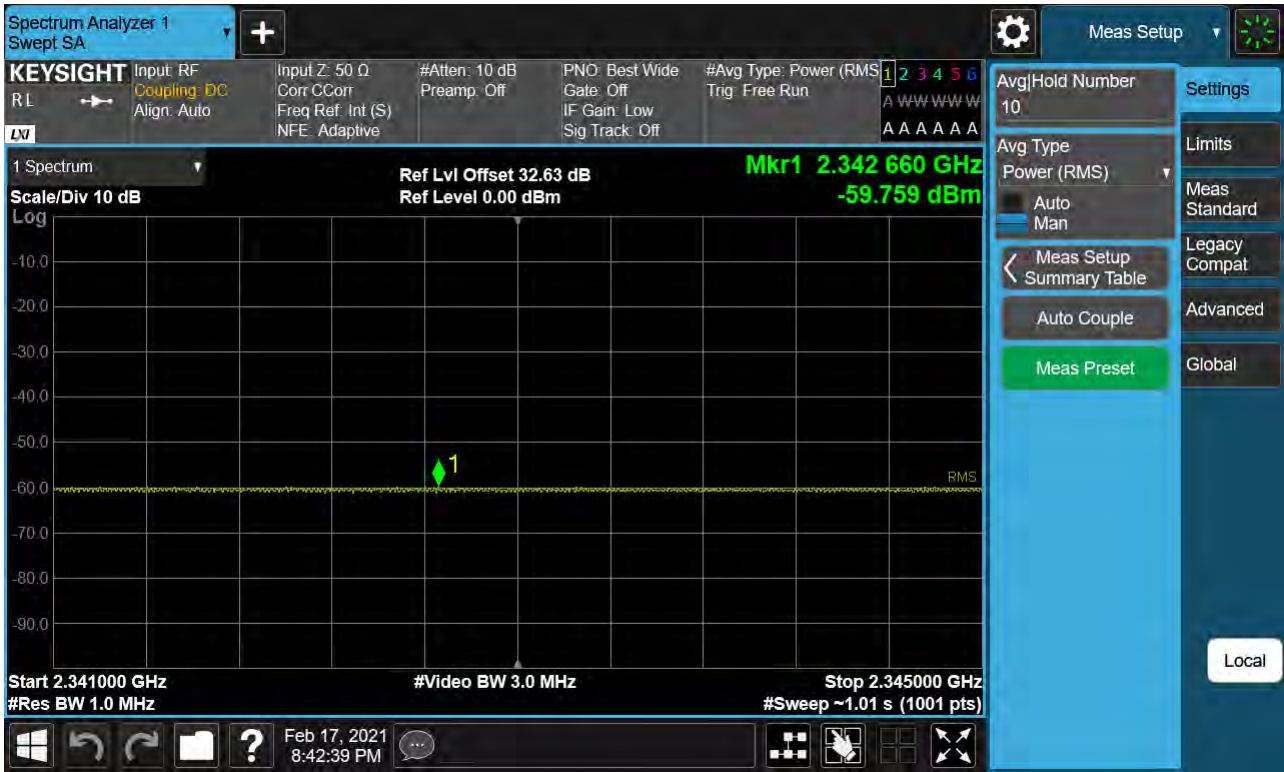 Spectrum Analyzer 1
Swept SA
+
Meas Setup
KEYSIGHT
R L
LXI
Input: RF
Coupling: DC
Align: Auto
Input Z: 50 Ω
Corr CCorr
Freq Ref: Int (S)
NFE: Adaptive
#Atten: 10 dB
Preamp: Off
PNO: Best Wide
Gate: Off
IF Gain: Low
Sig Track: Off
#Avg Type: Power (RMS
Trig: Free Run
1 2 3 4 5 6
A W W W W W
A A A A A A
1 Spectrum
Scale/Div 10 dB
Log
Ref Lvl Offset 32.63 dB
Ref Level 0.00 dBm
Mkr1 2.342 660 GHz
-59.759 dBm
-10.0
-20.0
-30.0
-40.0
-50.0
1
RMS
-60.0
-70.0
-80.0
-90.0
Start 2.341000 GHz
#Video BW 3.0 MHz
Stop 2.345000 GHz
#Res BW 1.0 MHz
#Sweep ~1.01 s (1001 pts)
Avg|Hold Number
10
Avg Type
Power (RMS)
Auto
Man
Meas Setup
Summary Table
Auto Couple
Meas Preset
Settings
Limits
Meas
Standard
Legacy
Compat
Advanced
Global
Local
?
Feb 17, 2021
8:42:39 PM